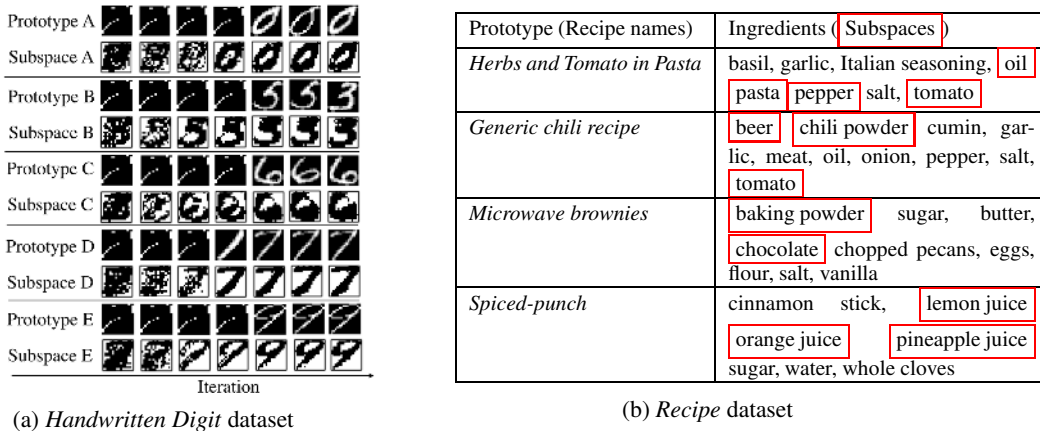 Prototype A
Subspace A
Prototype B
Subspace B
Prototype C
Subspace C
Prototype D
Subspace D
Prototype E
Subspace E
Iteration
(a) Handwritten Digit dataset
Prototype (Recipe names) Ingredients ( Subspaces )
Herbs and Tomato in Pasta basil, garlic, Italian seasoning, oil
pasta pepper salt, tomato
Generic chili recipe beer chili powder cumin, gar-
lic, meat, oil, onion, pepper, salt,
tomato
Microwave brownies baking powder sugar, butter,
chocolate chopped pecans, eggs,
flour, salt, vanilla
Spiced-punch cinnamon stick, lemon juice
orange juice pineapple juice
sugar, water, whole cloves
(b) Recipe dataset